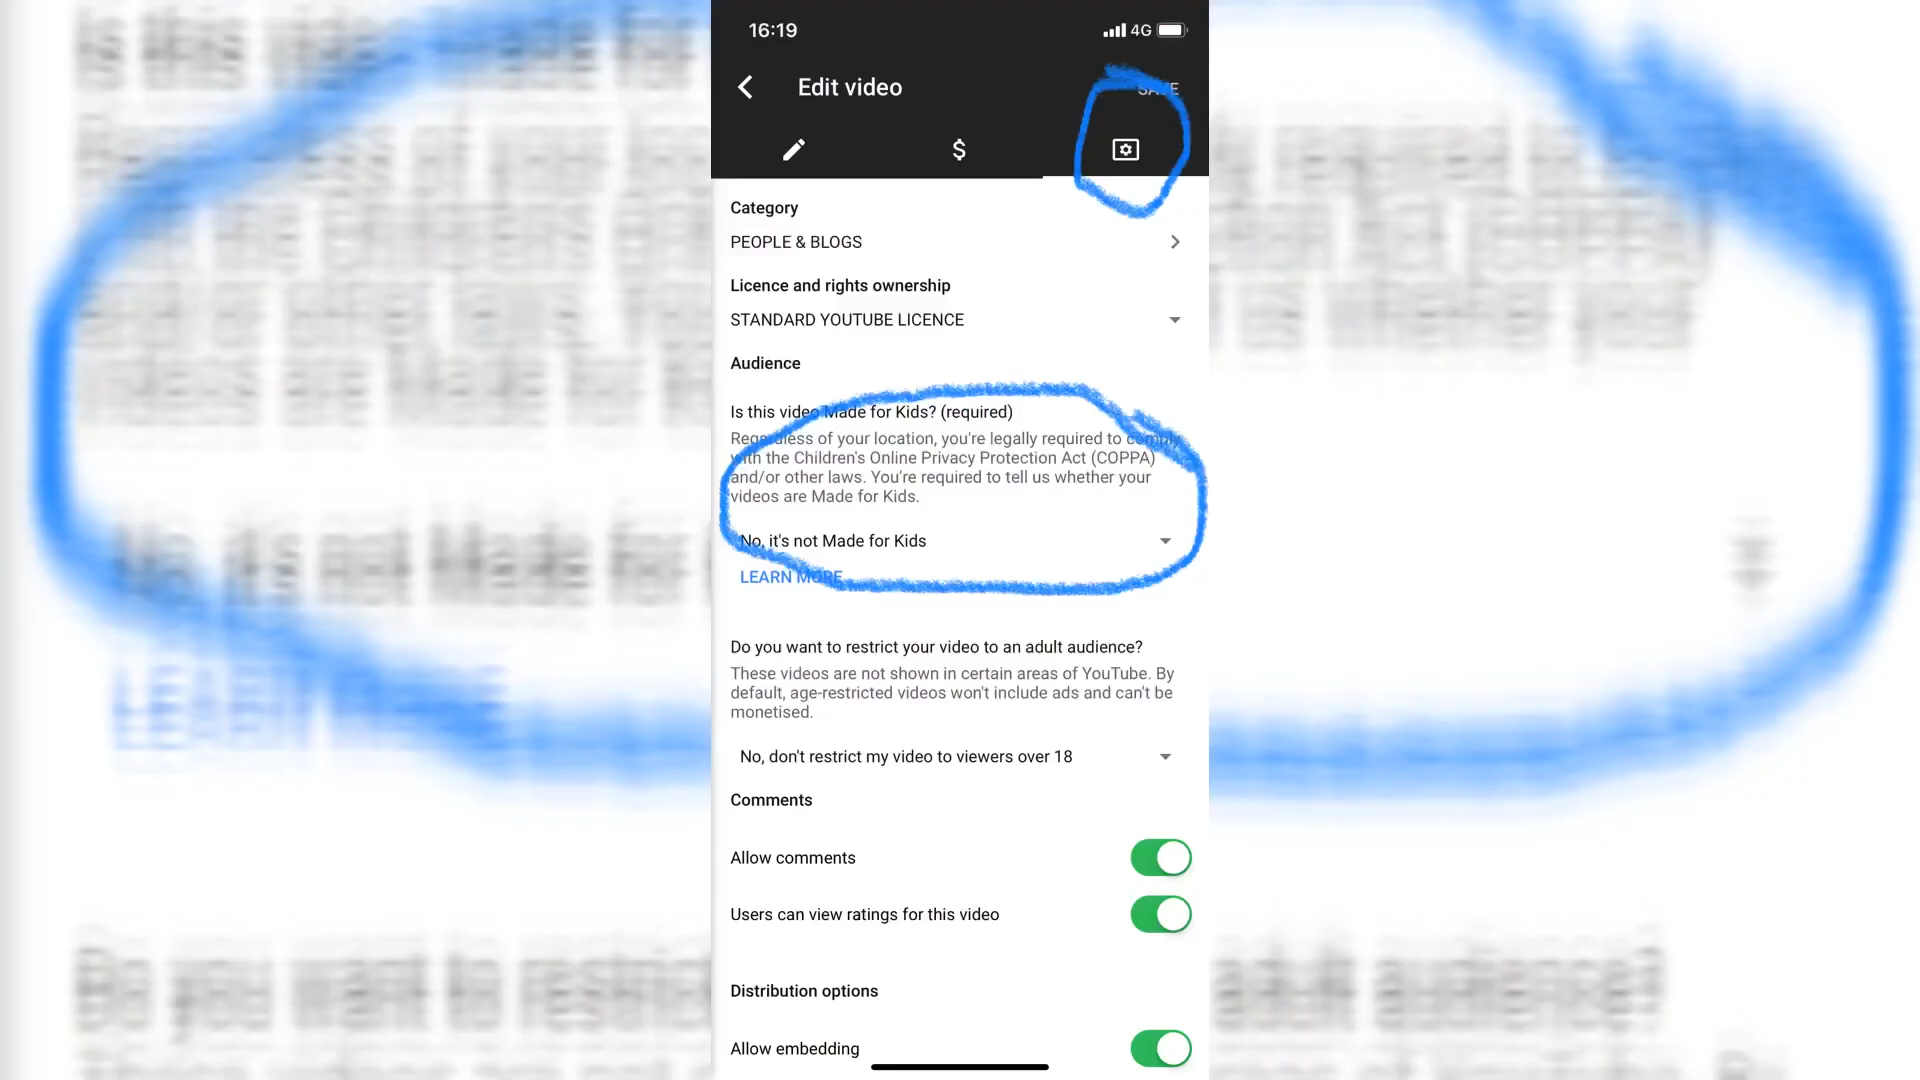 16:19
4G
Edit video
SAVE
$
Category
PEOPLE & BLOGS
Licence and rights ownership
STANDARD YOUTUBE LICENCE
Audience
Is this video Made for Kids? (required)
Regardless of your location, you're legally required to comply
with the Children's Online Privacy Protection Act (COPPA)
and/or other laws. You're required to tell us whether your
videos are Made for Kids.
No, it's not Made for Kids
LEARN MORE
Do you want to restrict your video to an adult audience?
These videos are not shown in certain areas of YouTube. By
default, age-restricted videos won't include ads and can't be
monetised.
No, don't restrict my video to viewers over 18
Comments
Allow comments
Users can view ratings for this video
Distribution options
Allow embedding